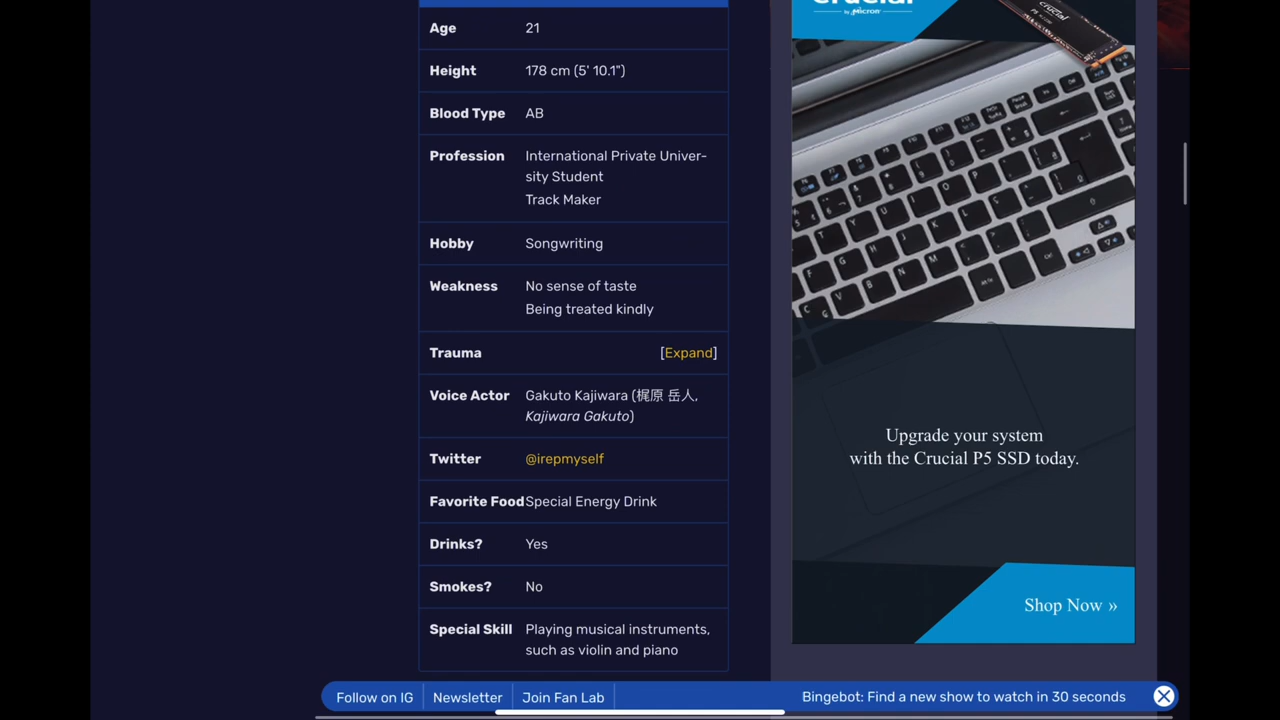 Age 21
Height 178 cm (5' 10.1")
Blood Type AB
Profession International Private Univer-
sity Student
Track Maker
Hobby Songwriting
Weakness No sense of taste
Being treated kindly
Trauma [Expand]
Voice Actor Gakuto Kajiwara (梶原 岳人,
Kajiwara Gakuto)
Twitter @irepmyself
Favorite Food Special Energy Drink
Drinks? Yes
Smokes? No
Special Skill Playing musical instruments,
such as violin and piano
Crucial
by Micron
crucial
Upgrade your system
with the Crucial P5 SSD today.
Shop Now »
Follow on IG Newsletter Join Fan Lab Bingebot: Find a new show to watch in 30 seconds